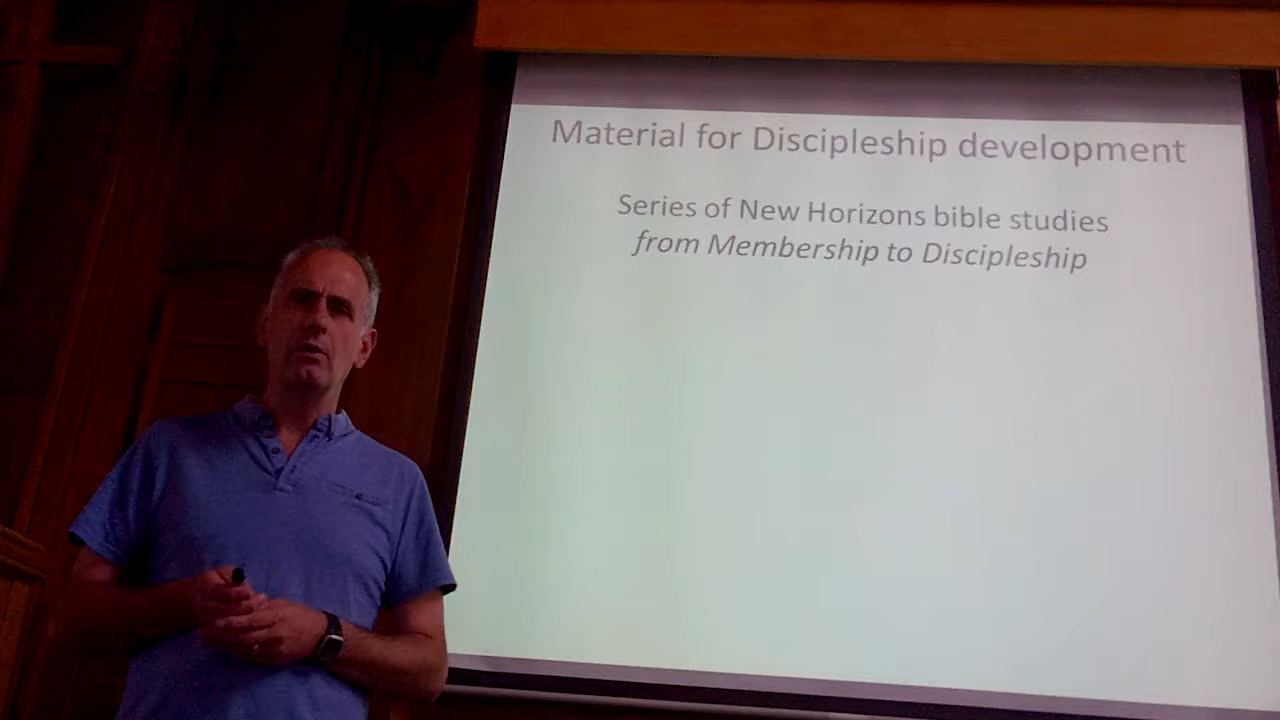 Material for Discipleship development
Series of New Horizons bible studies
from Membership to Discipleship